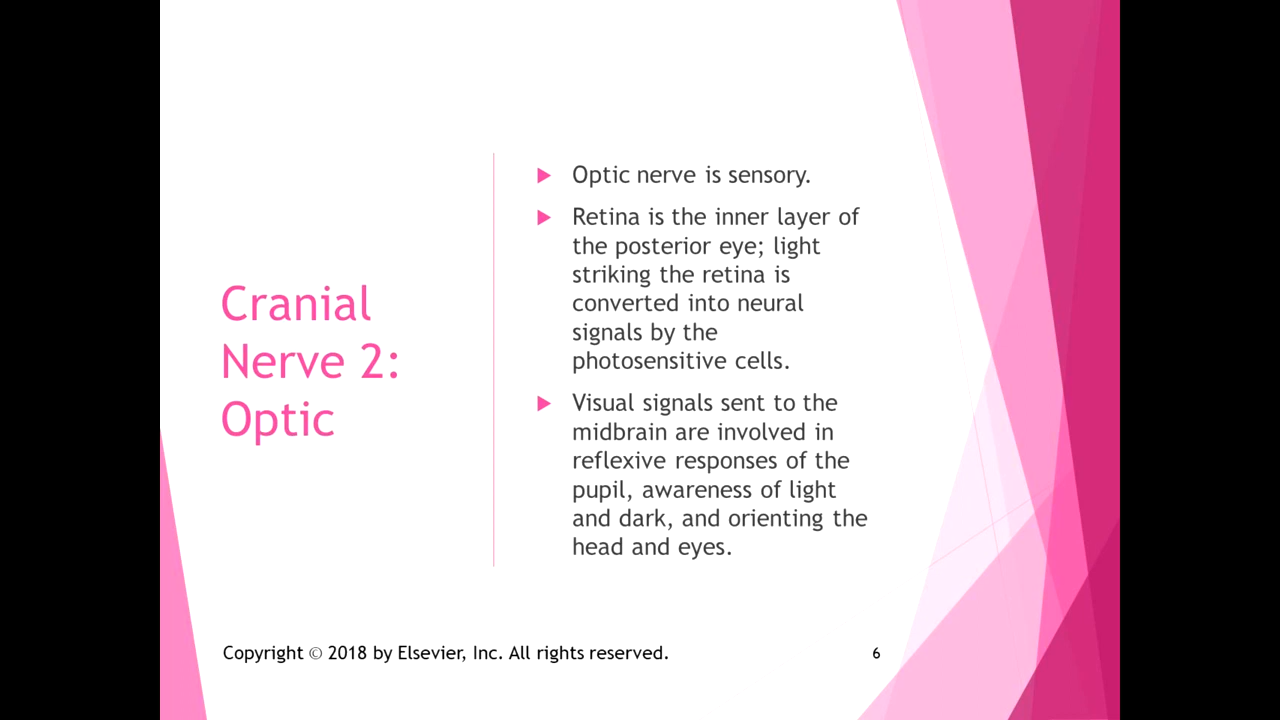 Cranial
Nerve 2:
Optic
Optic nerve is sensory.
Retina is the inner layer of
the posterior eye; light
striking the retina is
converted into neural
signals by the
photosensitive cells.
Visual signals sent to the
midbrain are involved in
reflexive responses of the
pupil, awareness of light
and dark, and orienting the
head and eyes.
Copyright © 2018 by Elsevier, Inc. All rights reserved.
6